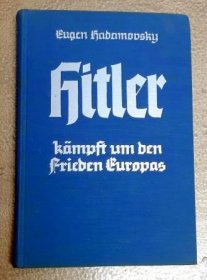 Eugen Hadamovsky
Hitler
kämpft um den
Frieden Europas